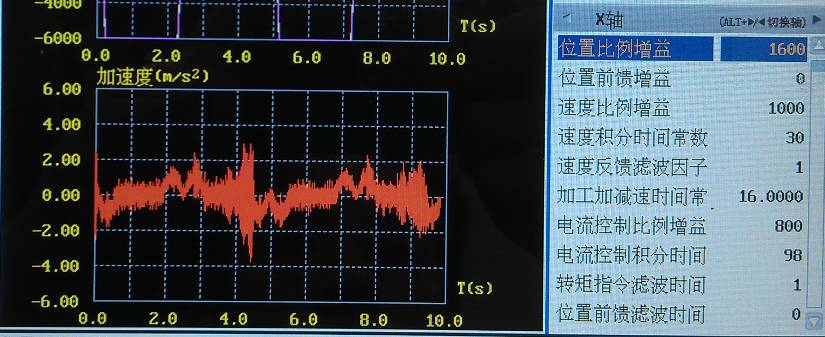 -4000
-6000
T(s)
0.0 2.0 4.0 6.0 8.0 10.0
加速度(m/s²)
6.00
4.00
2.00
0.00
-2.00
-4.00
-6.00
T(s)
0.0 2.0 4.0 6.0 8.0 10.0
X轴 (ALT+▶/◀切换轴)
位置比例增益 1600
位置前馈增益 0
速度比例增益 1000
速度积分时间常数 30
速度反馈滤波因子 1
加工加减速时间常 16.0000
电流控制比例增益 800
电流控制积分时间 98
转矩指令滤波时间 1
位置前馈滤波时间 0